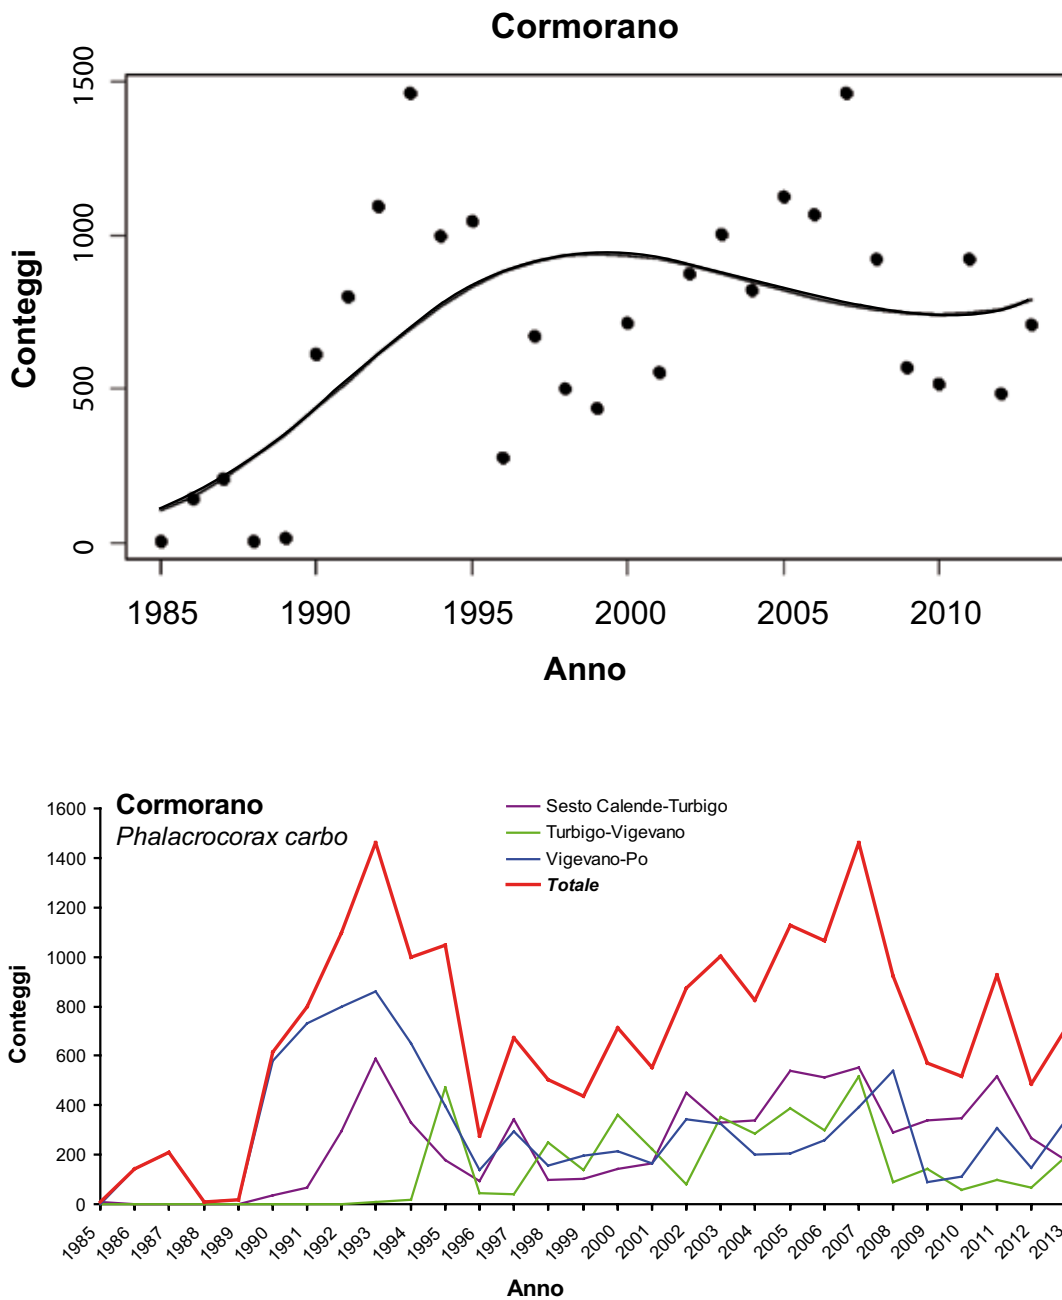 Cormorano
1500
1000
500
0
Conteggi
1985 1990 1995 2000 2005 2010
Anno
Cormorano
Phalacrocorax carbo
Sesto Calende-Turbigo
Turbigo-Vigevano
Vigevano-Po
Totale
1600
1400
1200
1000
800
600
400
200
0
Conteggi
1985 1986 1987 1988 1989 1990 1991 1992 1993 1994 1995 1996 1997 1998 1999 2000 2001 2002 2003 2004 2005 2006 2007 2008 2009 2010 2011 2012 2013
Anno